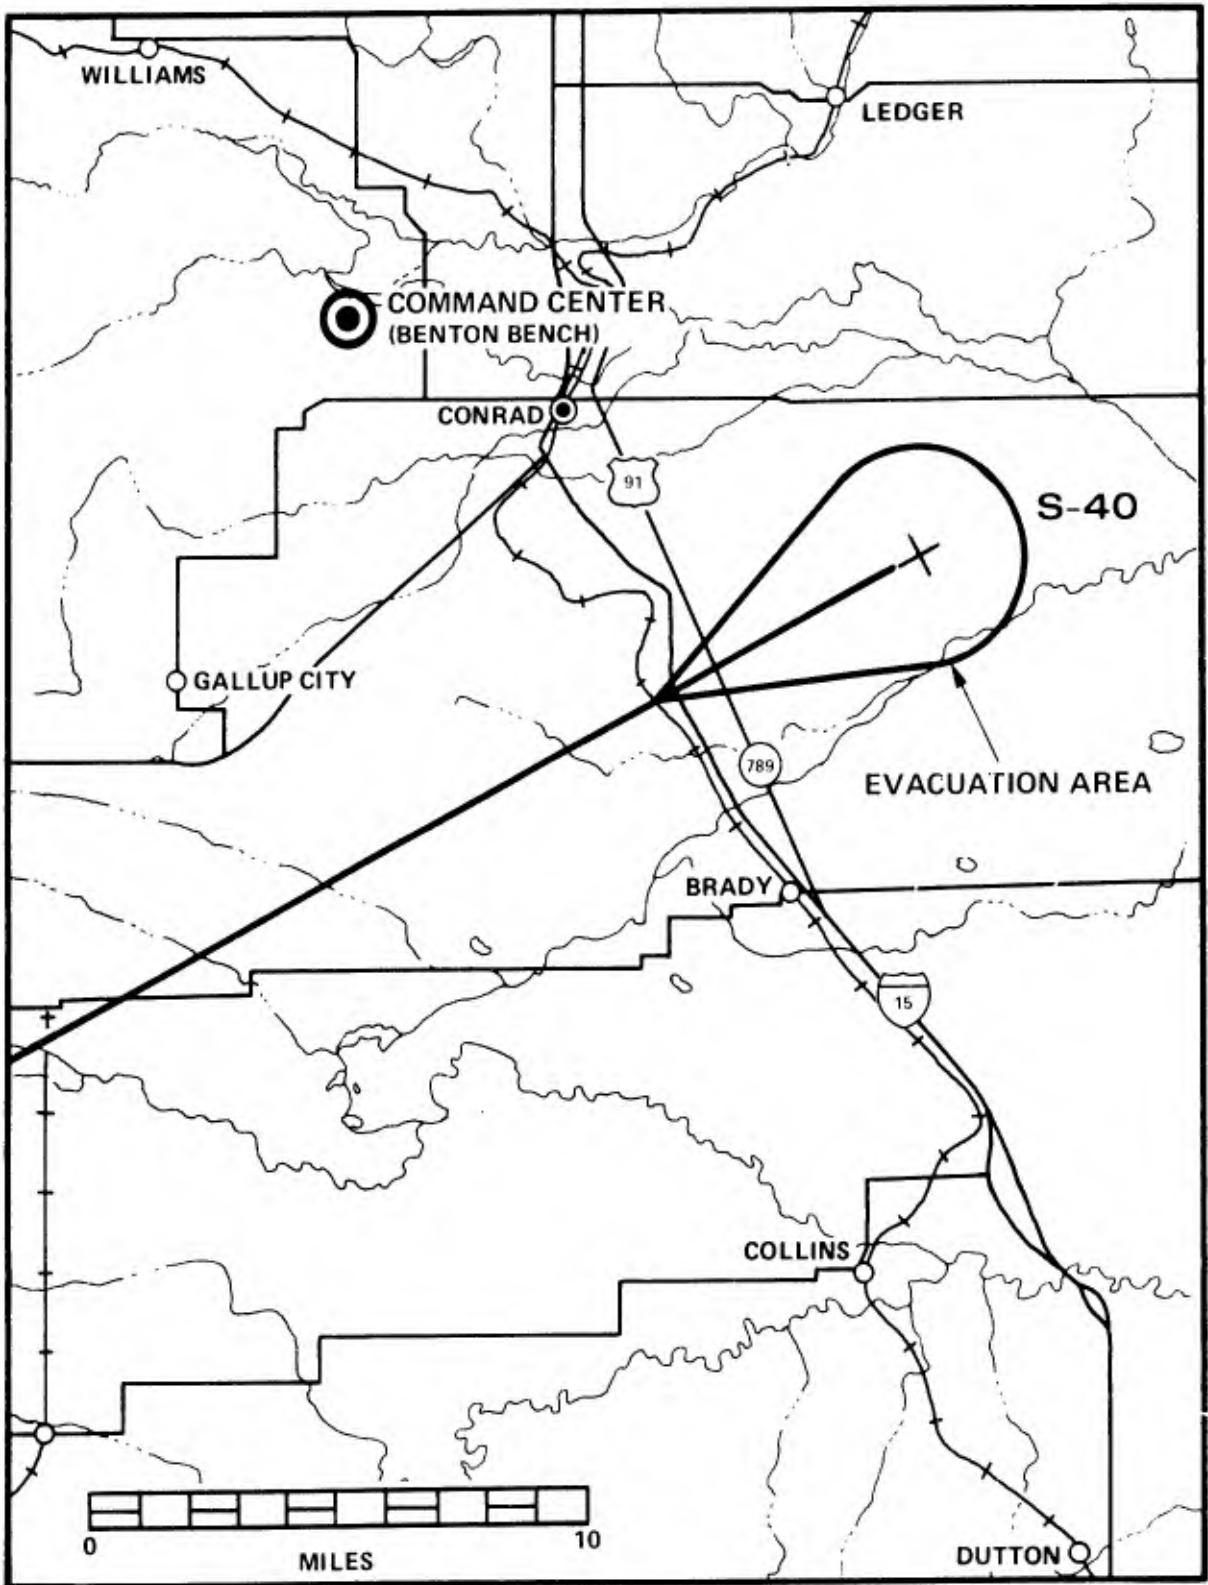 WILLIAMS
LEDGER
COMMAND CENTER
(BENTON BENCH)
CONRAD
91
S-40
GALLUP CITY
789
EVACUATION AREA
BRADY
15
COLLINS
0
10
MILES
DUTTON